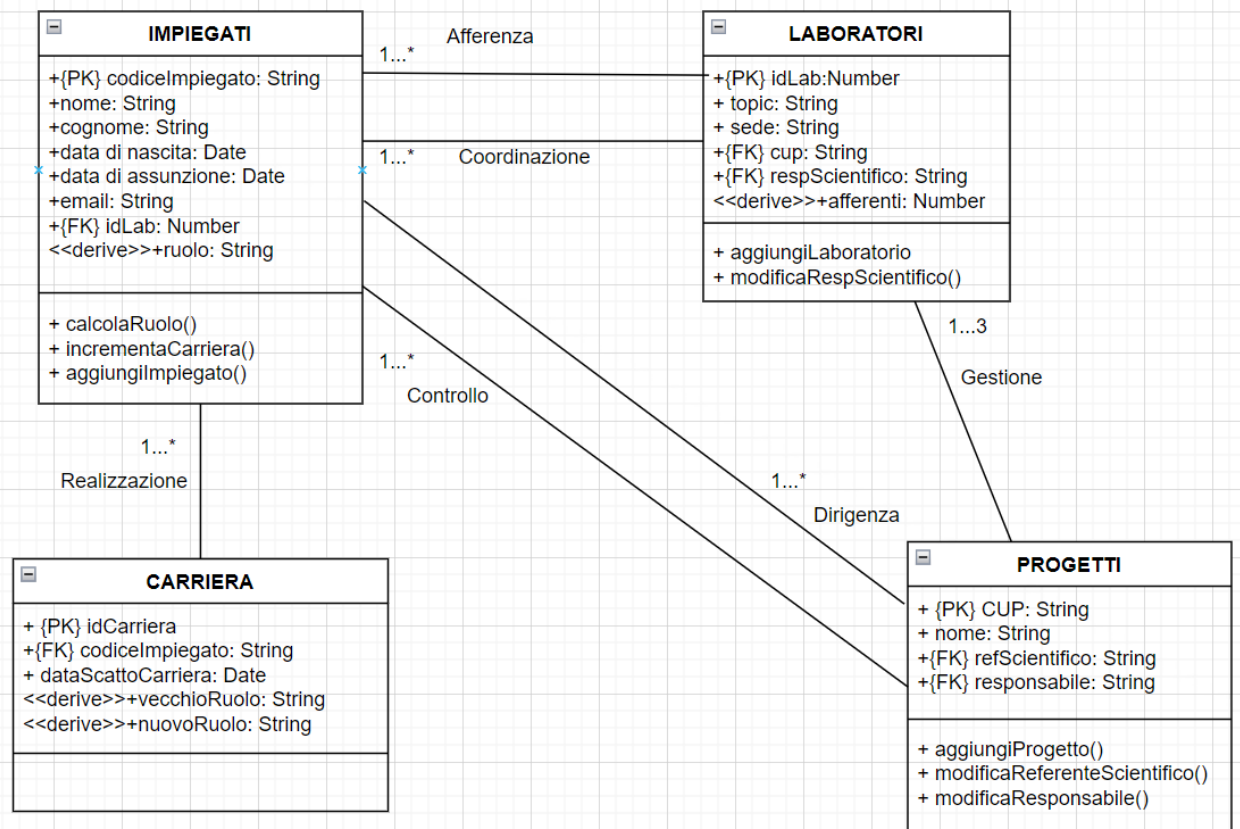 IMPIEGATI
+{PK} codiceImpiegato: String
+nome: String
+cognome: String
+data di nascita: Date
+data di assunzione: Date
+email: String
+{FK} idLab: Number
<<derive>>+ruolo: String
+ calcolaRuolo()
+ incrementaCarriera()
+ aggiungiImpiegato()
Afferenza
1...*
1...*
Coordinazione
LABORATORI
+{PK} idLab:Number
+ topic: String
+ sede: String
+{FK} cup: String
+{FK} respScientifico: String
<<derive>>+afferenti: Number
+ aggiungiLaboratorio
+ modificaRespScientifico()
1...3
Gestione
1...*
Controllo
1...*
Dirigenza
1...*
Realizzazione
CARRIERA
+ {PK} idCarriera
+{FK} codiceImpiegato: String
+ dataScattoCarriera: Date
<<derive>>+vecchioRuolo: String
<<derive>>+nuovoRuolo: String
PROGETTI
+ {PK} CUP: String
+ nome: String
+{FK} refScientifico: String
+{FK} responsabile: String
+ aggiungiProgetto()
+ modificaReferenteScientifico()
+ modificaResponsabile()